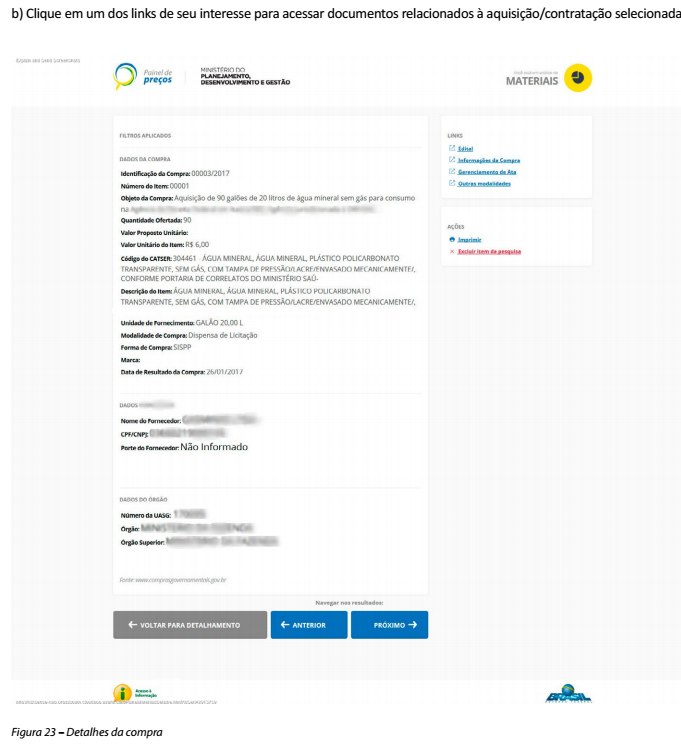 b) Clique em um dos links de seu interesse para acessar documentos relacionados à aquisição/contratação selecionada
Painel de
preços
MINISTÉRIO DO
PLANEJAMENTO,
DESENVOLVIMENTO E GESTÃO
MATERIAIS
FILTROS APLICADOS
DADOS DA COMPRA
Identificação da Compra: 00003/2017
Número do Item: 00001
Objeto da Compra: Aquisição de 90 galões de 20 litros de água mineral sem gás para consumo
na
Quantidade Ofertada: 90
Valor Proposto Unitário:
Valor Unitário do Item: R$ 6,00
Código do CATSER: 304461 - ÁGUA MINERAL, ÁGUA MINERAL, PLÁSTICO POLICARBONATO
TRANSPARENTE, SEM GÁS, COM TAMPA DE PRESSÃO/LACRE/ENVASADO MECANICAMENTE/,
CONFORME PORTARIA DE CORRELATOS DO MINISTÉRIO SAÚ-
Descrição do Item: ÁGUA MINERAL, ÁGUA MINERAL, PLÁSTICO POLICARBONATO
TRANSPARENTE, SEM GÁS, COM TAMPA DE PRESSÃO/LACRE/ENVASADO MECANICAMENTE/,
Unidade de Fornecimento: GALÃO 20,00 L
Modalidade de Compra: Dispensa de Licitação
Forma de Compra: SISPP
Marca:
Data de Resultado da Compra: 26/01/2017
DADOS
Nome do Fornecedor:
CPF/CNPJ:
Porte do Fornecedor: Não Informado
DADOS DO ÓRGÃO
Número da UASG:
Órgão: MINISTERIO DA FAZENDA
Órgão Superior: MINISTERIO DA FAZENDA
Fonte: www.comprasgovernamentais.gov.br
LINKS
Edital
Informações da Compra
Gerenciamento de Ata
Outras modalidades
AÇÕES
Imprimir
Excluir item da pesquisa
Navegar nos resultados:
← VOLTAR PARA DETALHAMENTO
← ANTERIOR
PRÓXIMO →
Acesso à
Informação
BRASIL
Figura 23 – Detalhes da compra